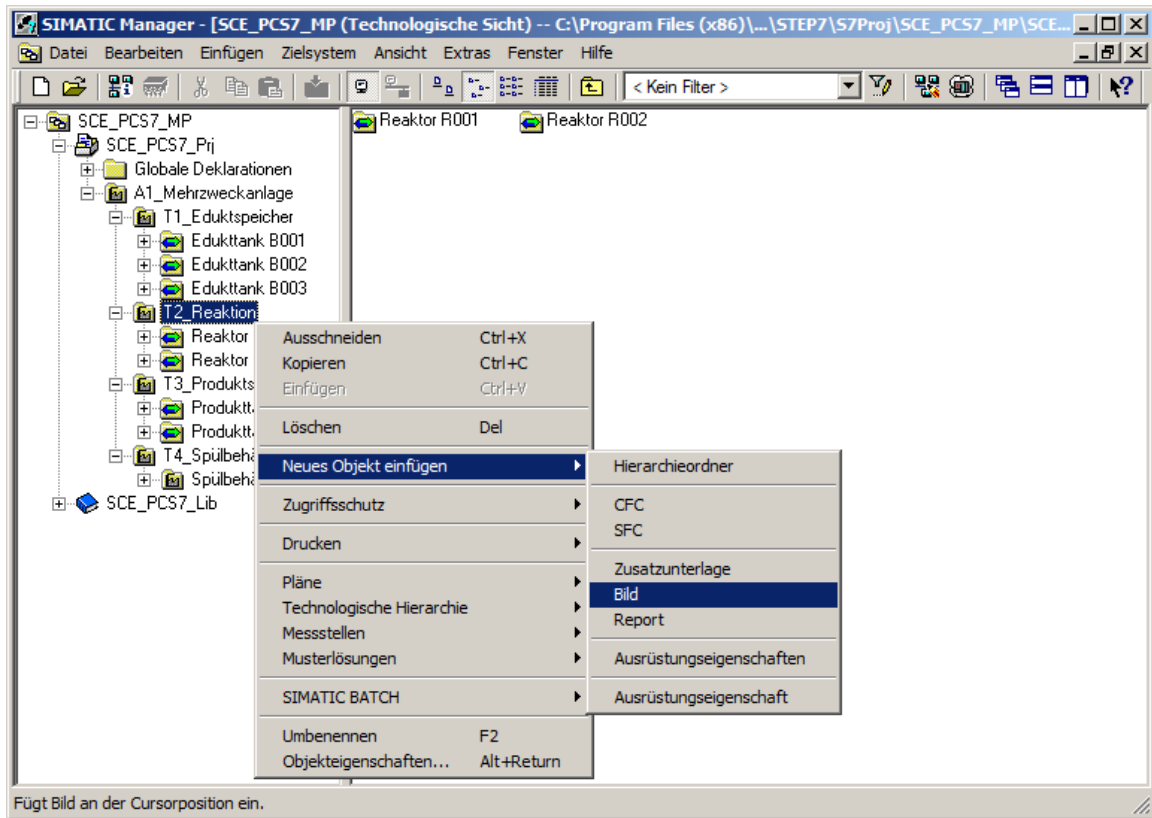 SIMATIC Manager - [SCE_PCS7_MP (Technologische Sicht) -- C:\Program Files (x86)\...\STEP7\S7Proj\SCE_PCS7_MP\SCE...
Datei Bearbeiten Einfügen Zielsystem Ansicht Extras Fenster Hilfe
< Kein Filter >
SCE_PCS7_MP
SCE_PCS7_Prj
Globale Deklarationen
A1_Mehrzweckanlage
T1_Eduktspeicher
Edukttank B001
Edukttank B002
Edukttank B003
T2_Reaktion
Reaktor
Reaktor
T3_Produkts
Produktt
Produktt
T4_Spülbehä
Spülbehä
SCE_PCS7_Lib
Reaktor R001 Reaktor R002
Ausschneiden Ctrl+X
Kopieren Ctrl+C
Einfügen Ctrl+V
Löschen Del
Neues Objekt einfügen
Zugriffsschutz
Drucken
Pläne
Technologische Hierarchie
Messstellen
Musterlösungen
SIMATIC BATCH
Umbenennen F2
Objekteigenschaften... Alt+Return
Hierarchieordner
CFC
SFC
Zusatzunterlage
Bild
Report
Ausrüstungseigenschaften
Ausrüstungseigenschaft
Fügt Bild an der Cursorposition ein.